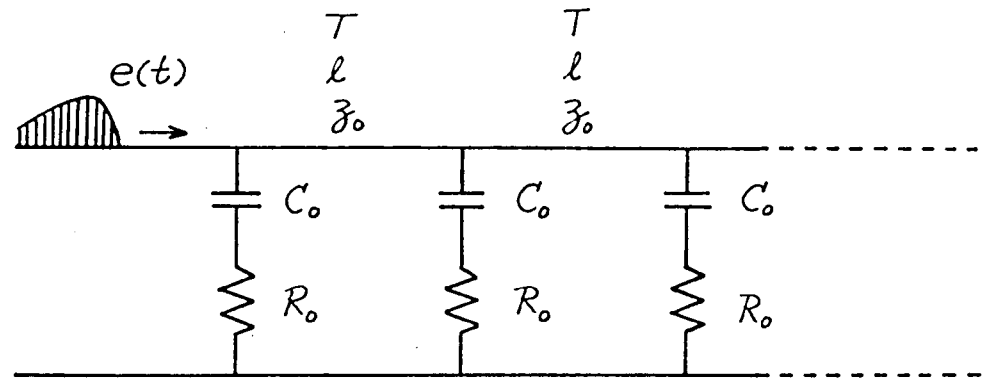 T T
ℓ ℓ
e(t)
𝓏₀ 𝓏₀
C₀ C₀ C₀
R₀ R₀ R₀